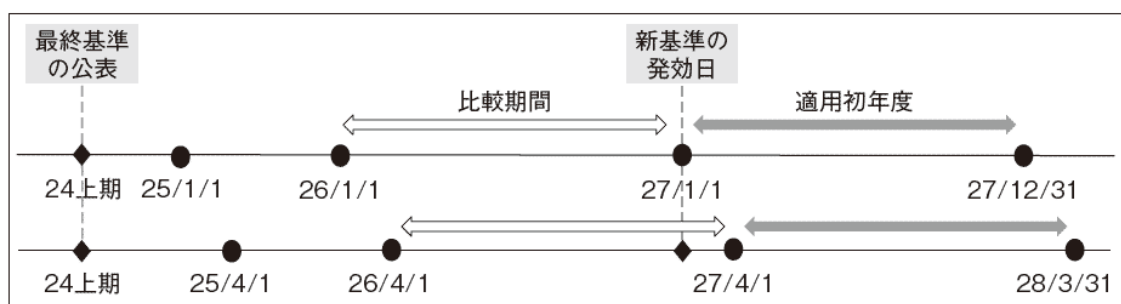 最終基準
の公表
新基準の
発効日
比較期間
適用初年度
24上期
25/1/1
26/1/1
27/1/1
27/12/31
24上期
25/4/1
26/4/1
27/4/1
28/3/31